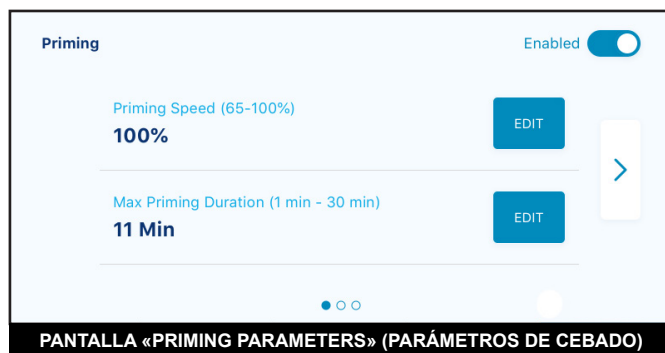 Priming
Enabled
Priming Speed (65-100%)
100%
EDIT
Max Priming Duration (1 min - 30 min)
11 Min
EDIT
PANTALLA «PRIMING PARAMETERS» (PARÁMETROS DE CEBADO)